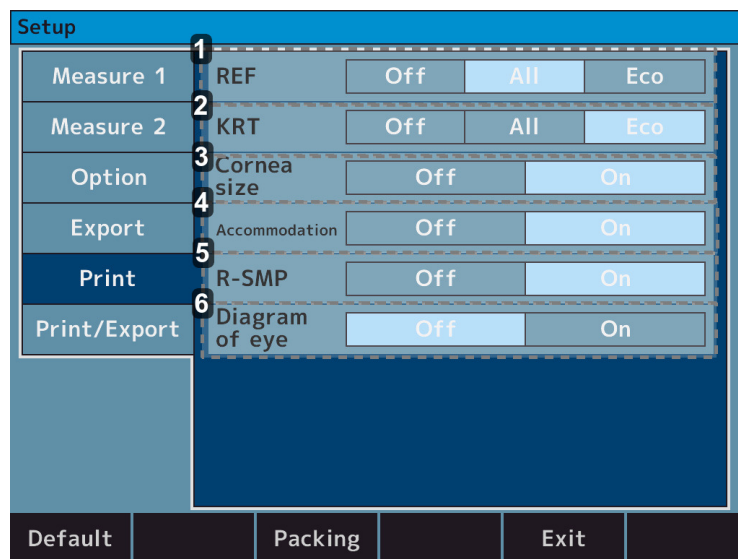 Setup
Measure 1
Measure 2
Option
Export
Print
Print/Export
1 REF Off All Eco
2 KRT Off All Eco
3 Cornea
size Off On
4 Accommodation Off On
5 R-SMP Off On
6 Diagram
of eye Off On
Default Packing Exit